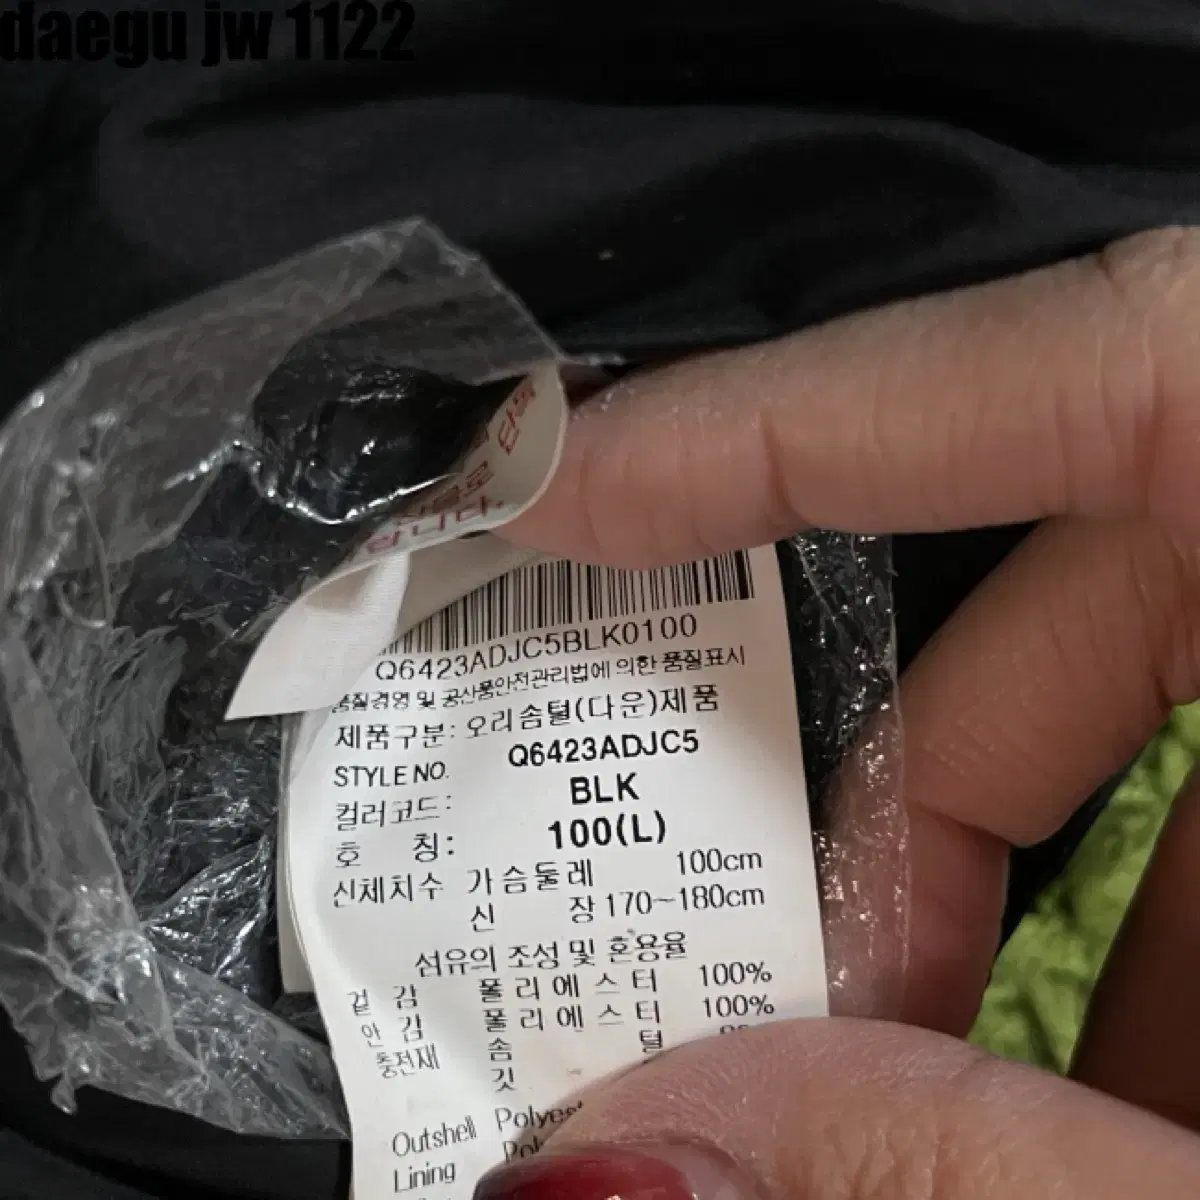 daegu jw 1122
Q6423ADJC5BLK0100
품질경영 및 공산품안전관리법에 의한 품질표시
제품구분: 오리솜털(다운)제품
STYLE NO. Q6423ADJC5
컬러코드: BLK
호 칭: 100(L)
신체치수 가슴둘레 100cm
신 장 170~180cm
섬유의 조성 및 혼용율
겉 감 폴리에스터 100%
안 감 폴리에스터 100%
충전재 솜 털
깃
Outshell
Lining